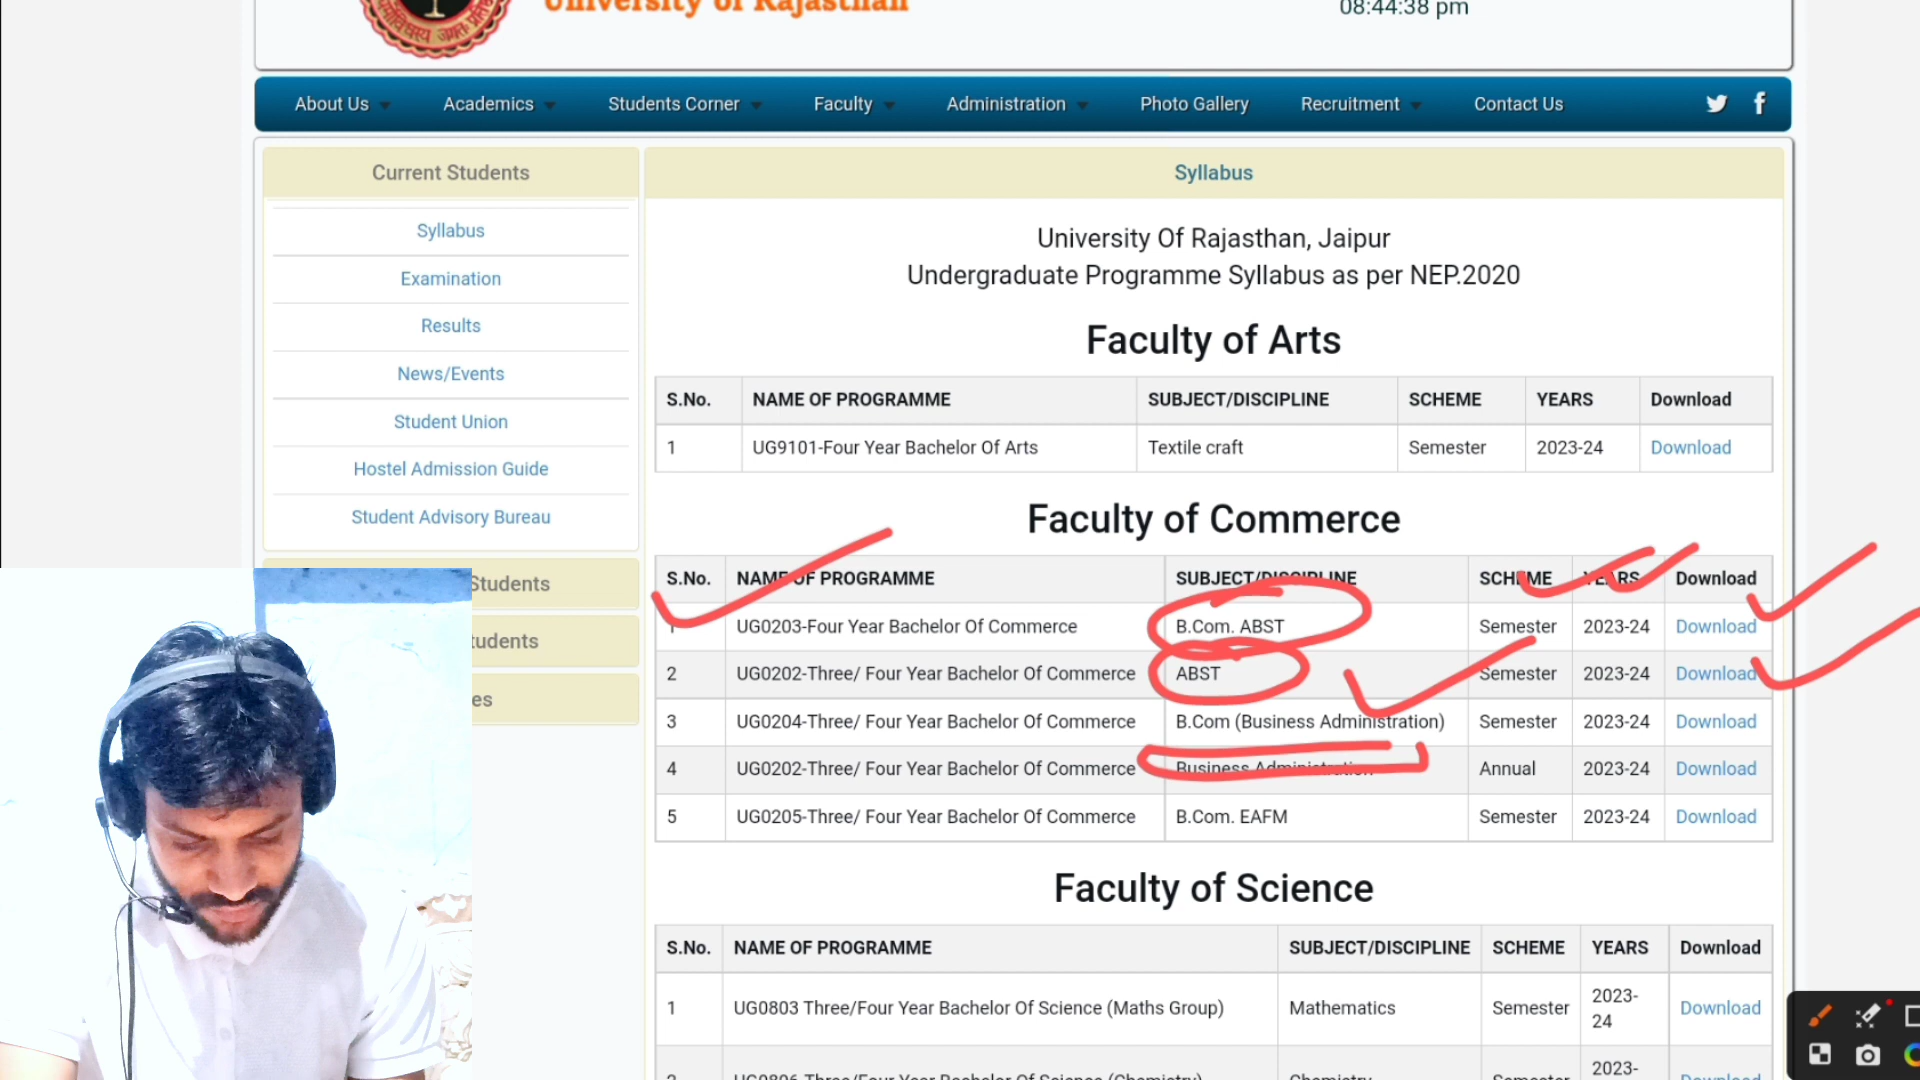 University of Rajasthan
08:44:38 pm
About Us
Academics
Students Corner
Faculty
Administration
Photo Gallery
Recruitment
Contact Us
Current Students
Syllabus
Examination
Results
News/Events
Student Union
Hostel Admission Guide
Student Advisory Bureau
Students
tudents
es
Syllabus
University Of Rajasthan, Jaipur
Undergraduate Programme Syllabus as per NEP.2020
Faculty of Arts
S.No. NAME OF PROGRAMME SUBJECT/DISCIPLINE SCHEME YEARS Download
1 UG9101-Four Year Bachelor Of Arts Textile craft Semester 2023-24 Download
Faculty of Commerce
S.No. NAME OF PROGRAMME SUBJECT/DISCIPLINE SCHEME YEARS Download
1 UG0203-Four Year Bachelor Of Commerce B.Com. ABST Semester 2023-24 Download
2 UG0202-Three/ Four Year Bachelor Of Commerce ABST Semester 2023-24 Download
3 UG0204-Three/ Four Year Bachelor Of Commerce B.Com (Business Administration) Semester 2023-24 Download
4 UG0202-Three/ Four Year Bachelor Of Commerce Business Administration Annual 2023-24 Download
5 UG0205-Three/ Four Year Bachelor Of Commerce B.Com. EAFM Semester 2023-24 Download
Faculty of Science
S.No. NAME OF PROGRAMME SUBJECT/DISCIPLINE SCHEME YEARS Download
1 UG0803 Three/Four Year Bachelor Of Science (Maths Group) Mathematics Semester 2023-24 Download
2023-